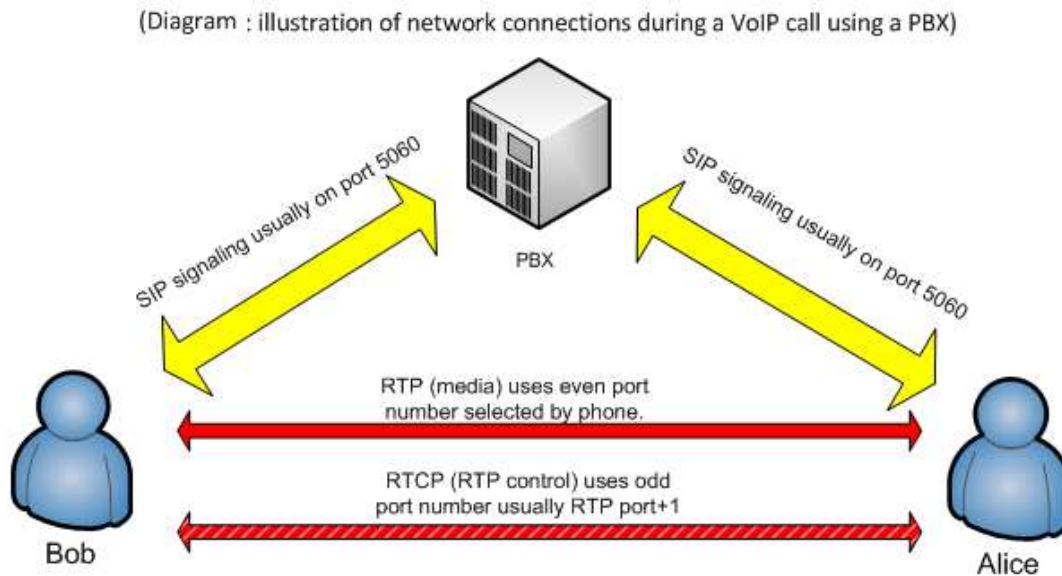 (Diagram : illustration of network connections during a VoIP call using a PBX)
SIP signaling usually on port 5060
SIP signaling usually on port 5060
PBX
RTP (media) uses even port
number selected by phone.
RTCP (RTP control) uses odd
port number usually RTP port+1
Bob
Alice